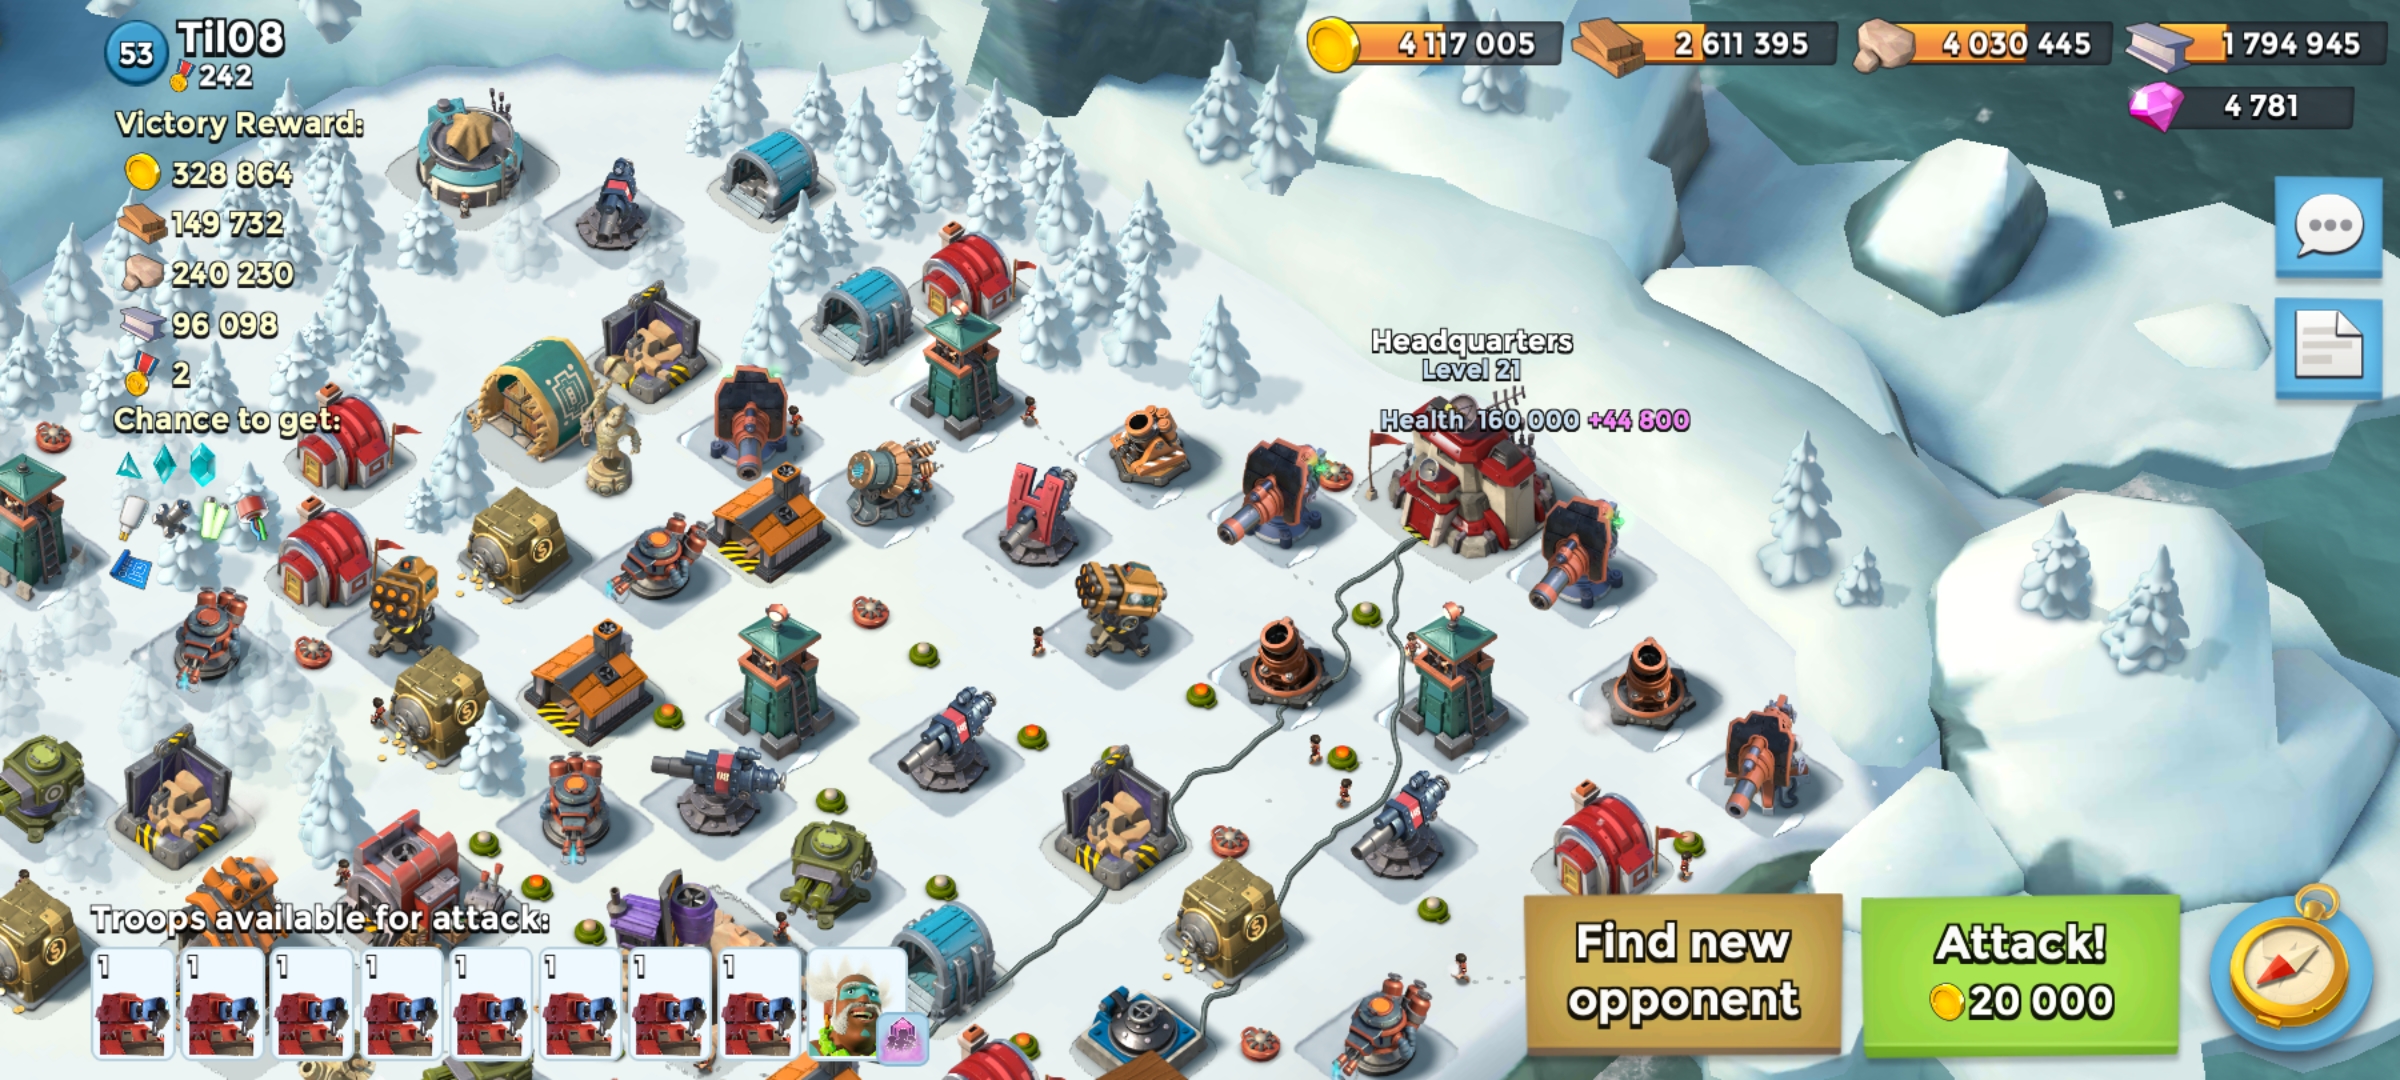 53
Til08
242
Victory Reward:
328 864
149 732
240 230
96 098
2
Chance to get:
4 117 005
2 611 395
4 030 445
1 794 945
4 781
Headquarters
Level 21
Health 160 000 +44 800
Troops available for attack:
1 1 1 1 1 1 1 1
Find new
opponent
Attack!
20 000